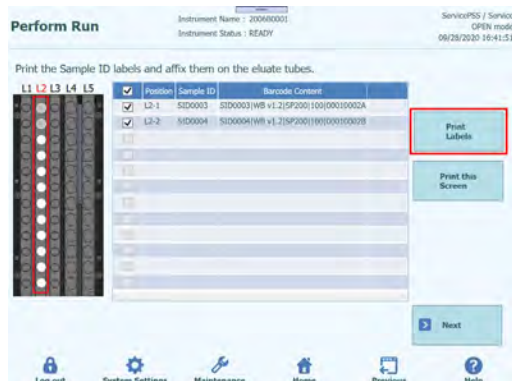 Perform Run
Instrument Name : 200600001
Instrument Status : READY
ServicePSS / Service
OPEN mode
09/28/2020 16:41:51
Print the Sample ID labels and affix them on the eluate tubes.
L1 L2 L3 L4 L5
Position Sample ID Barcode Content
L2-1 SID0003 SID0003|WB v1.2|SP200|100|00010002A
L2-2 SID0004 SID0004|WB v1.2|SP200|100|00010002B
Print
Labels
Print this
Screen
Next
Log out System Settings Maintenance Home Previous Help